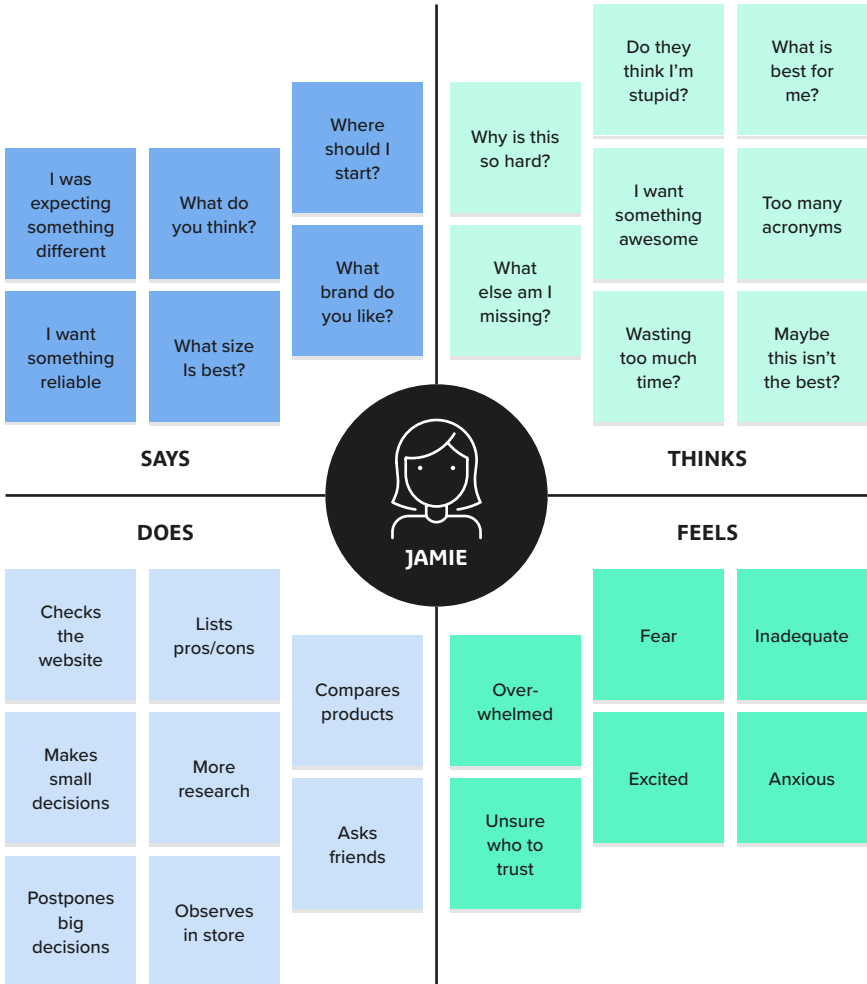 I was
expecting
something
different
What do
you think?
Where
should I
start?
I want
something
reliable
What size
Is best?
What
brand do
you like?
SAYS
Why is this
so hard?
Do they
think I’m
stupid?
What is
best for
me?
What
else am I
missing?
I want
something
awesome
Too many
acronyms
Wasting
too much
time?
Maybe
this isn’t
the best?
THINKS
JAMIE
DOES
Checks
the
website
Lists
pros/cons
Compares
products
Makes
small
decisions
More
research
Asks
friends
Postpones
big
decisions
Observes
in store
FEELS
Over-
whelmed
Fear
Inadequate
Unsure
who to
trust
Excited
Anxious